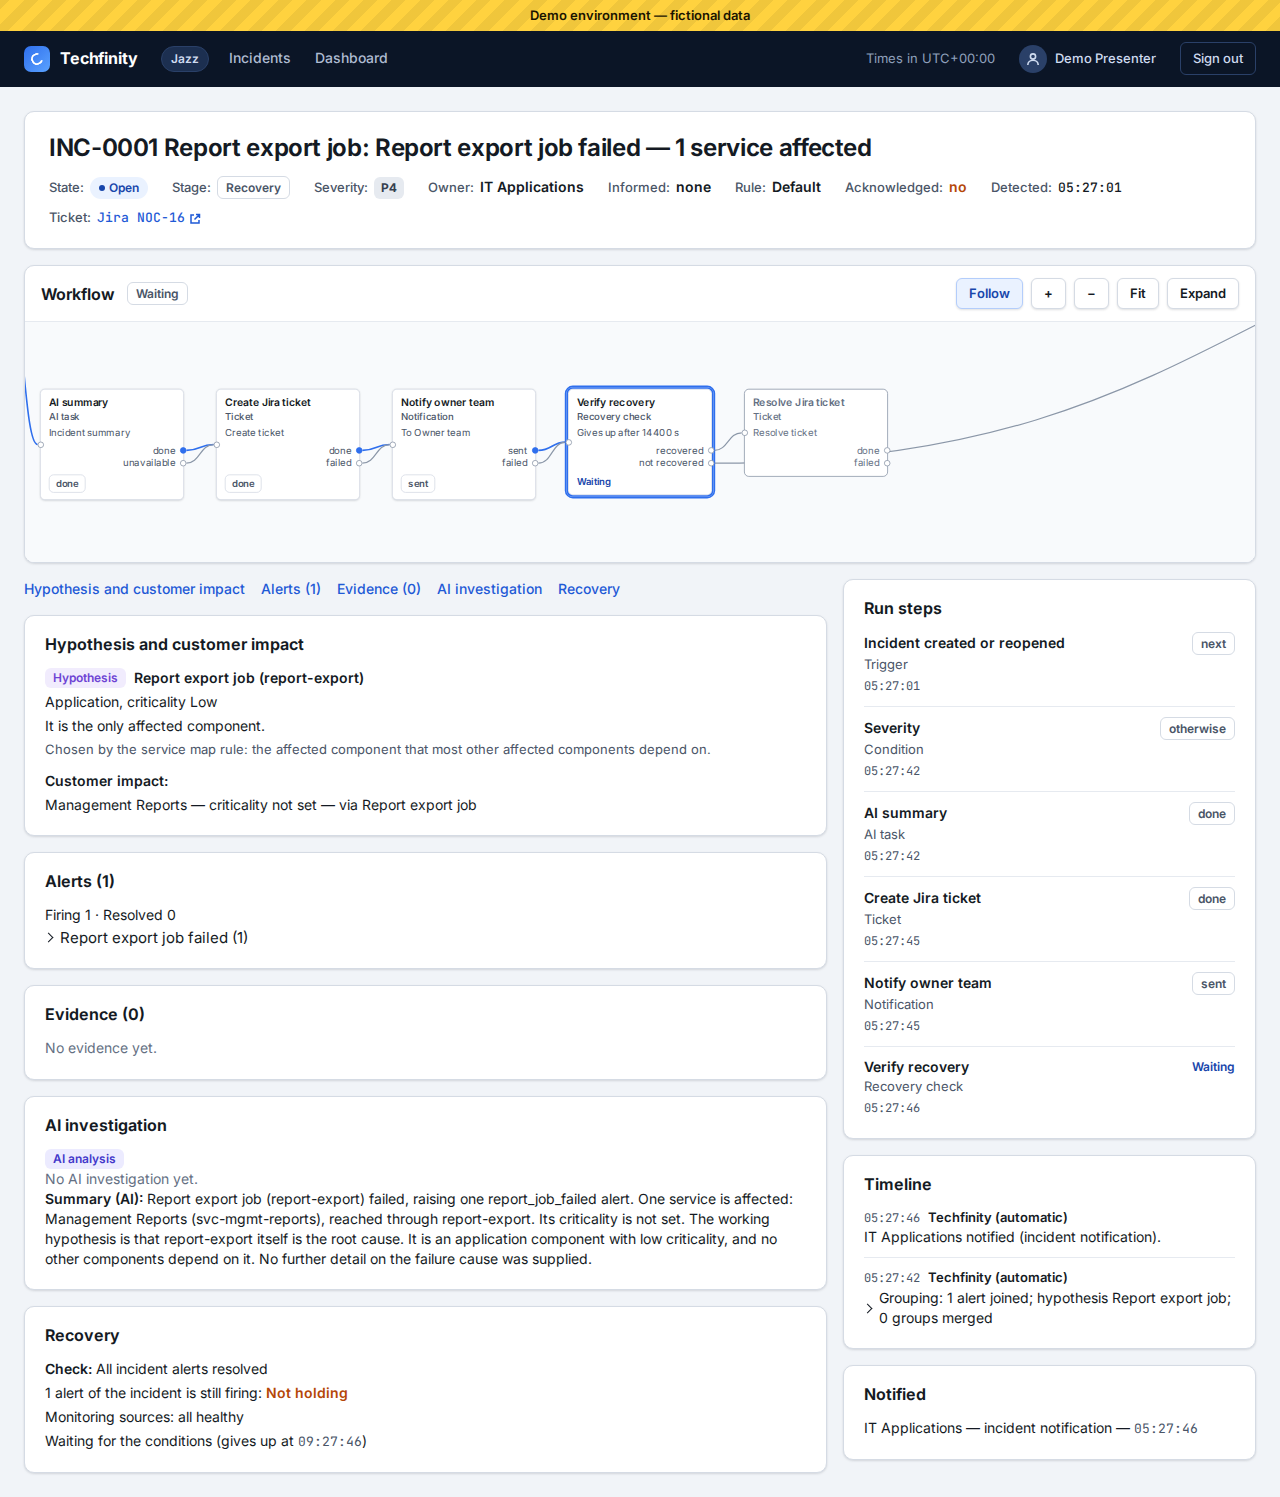 Demo environment — fictional data
Techfinity
Jazz
Incidents
Dashboard
Times in UTC+00:00
Demo Presenter
Sign out
INC-0001 Report export job: Report export job failed — 1 service affected
State: Open
Stage: Recovery
Severity: P4
Owner: IT Applications
Informed: none
Rule: Default
Acknowledged: no
Detected: 05:27:01
Ticket: Jira NOC-16
Workflow
Waiting
Follow
+
−
Fit
Expand
AI summary
AI task
Incident summary
done
unavailable
done
Create Jira ticket
Ticket
Create ticket
done
failed
done
Notify owner team
Notification
To Owner team
sent
failed
sent
Verify recovery
Recovery check
Gives up after 14400 s
recovered
not recovered
Waiting
Resolve Jira ticket
Ticket
Resolve ticket
done
failed
Hypothesis and customer impact
Alerts (1)
Evidence (0)
AI investigation
Recovery
Hypothesis and customer impact
Hypothesis Report export job (report-export)
Application, criticality Low
It is the only affected component.
Chosen by the service map rule: the affected component that most other affected components depend on.
Customer impact:
Management Reports — criticality not set — via Report export job
Alerts (1)
Firing 1 · Resolved 0
Report export job failed (1)
Evidence (0)
No evidence yet.
AI investigation
AI analysis
No AI investigation yet.
Summary (AI): Report export job (report-export) failed, raising one report_job_failed alert. One service is affected:
Management Reports (svc-mgmt-reports), reached through report-export. Its criticality is not set. The working
hypothesis is that report-export itself is the root cause. It is an application component with low criticality, and no
other components depend on it. No further detail on the failure cause was supplied.
Recovery
Check: All incident alerts resolved
1 alert of the incident is still firing: Not holding
Monitoring sources: all healthy
Waiting for the conditions (gives up at 09:27:46)
Run steps
Incident created or reopened
next
Trigger
05:27:01
Severity
otherwise
Condition
05:27:42
AI summary
done
AI task
05:27:42
Create Jira ticket
done
Ticket
05:27:45
Notify owner team
sent
Notification
05:27:45
Verify recovery
Waiting
Recovery check
05:27:46
Timeline
05:27:46 Techfinity (automatic)
IT Applications notified (incident notification).
05:27:42 Techfinity (automatic)
Grouping: 1 alert joined; hypothesis Report export job;
0 groups merged
Notified
IT Applications — incident notification — 05:27:46